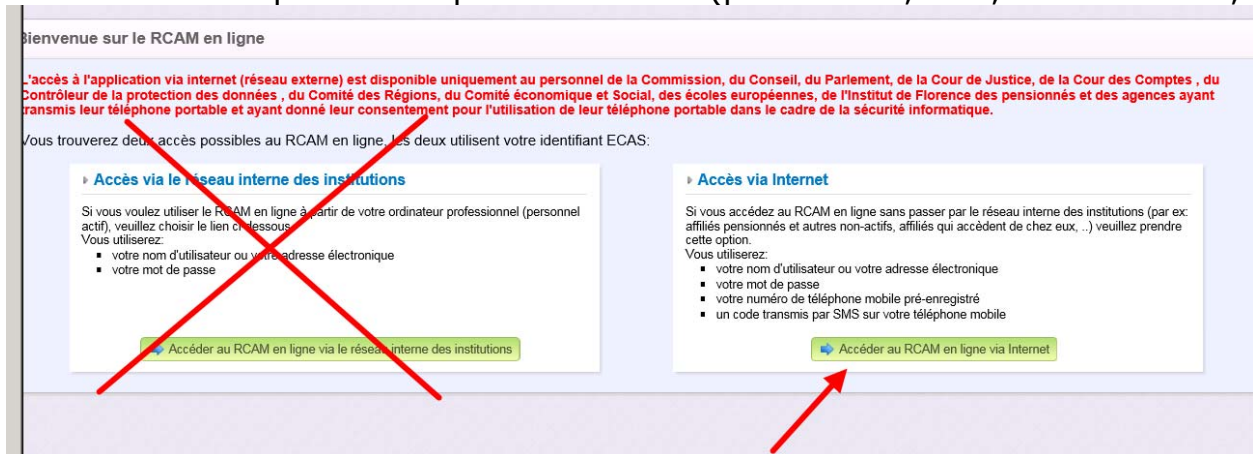 Bienvenue sur le RCAM en ligne
L'accès à l'application via internet (réseau externe) est disponible uniquement au personnel de la Commission, du Conseil, du Parlement, de la Cour de Justice, de la Cour des Comptes , du
Contrôleur de la protection des données , du Comité des Régions, du Comité économique et Social, des écoles européennes, de l'Institut de Florence des pensionnés et des agences ayant
transmis leur téléphone portable et ayant donné leur consentement pour l'utilisation de leur téléphone portable dans le cadre de la sécurité informatique.
Vous trouverez deux accès possibles au RCAM en ligne, les deux utilisent votre identifiant ECAS:
Accès via le réseau interne des institutions
Si vous voulez utiliser le RCAM en ligne à partir de votre ordinateur professionnel (personnel
actif), veuillez choisir le lien ci-dessous.
Vous utiliserez:
votre nom d'utilisateur ou votre adresse électronique
votre mot de passe
Accéder au RCAM en ligne via le réseau interne des institutions
Accès via Internet
Si vous accédez au RCAM en ligne sans passer par le réseau interne des institutions (par ex:
affiliés pensionnés et autres non-actifs, affiliés qui accèdent de chez eux, ..) veuillez prendre
cette option.
Vous utiliserez:
votre nom d'utilisateur ou votre adresse électronique
votre mot de passe
votre numéro de téléphone mobile pré-enregistré
un code transmis par SMS sur votre téléphone mobile
Accéder au RCAM en ligne via Internet